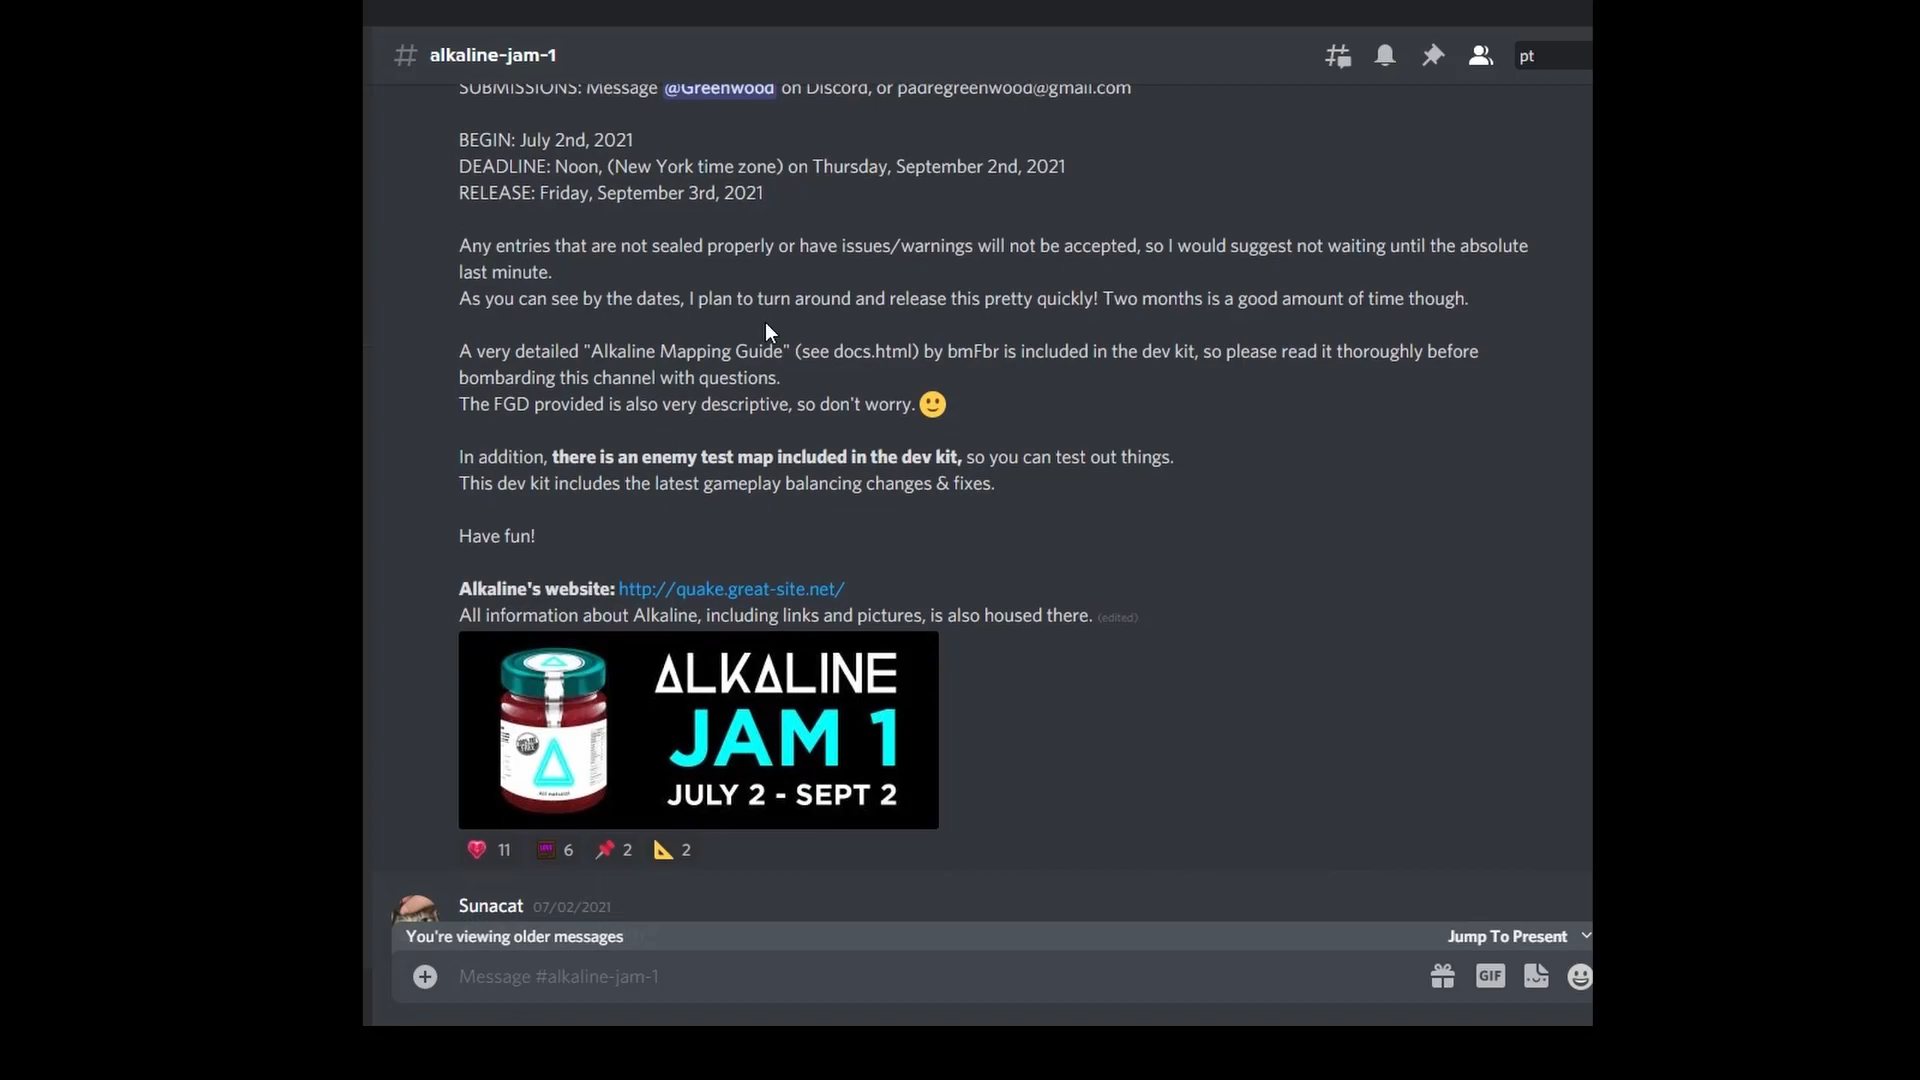 alkaline-jam-1
pt
SUBMISSIONS: Message @Greenwood on Discord, or padregreenwood@gmail.com
BEGIN: July 2nd, 2021
DEADLINE: Noon, (New York time zone) on Thursday, September 2nd, 2021
RELEASE: Friday, September 3rd, 2021
Any entries that are not sealed properly or have issues/warnings will not be accepted, so I would suggest not waiting until the absolute
last minute.
As you can see by the dates, I plan to turn around and release this pretty quickly! Two months is a good amount of time though.
A very detailed "Alkaline Mapping Guide" (see docs.html) by bmFbr is included in the dev kit, so please read it thoroughly before
bombarding this channel with questions.
The FGD provided is also very descriptive, so don't worry. 🙂
In addition, there is an enemy test map included in the dev kit, so you can test out things.
This dev kit includes the latest gameplay balancing changes & fixes.
Have fun!
Alkaline's website: http://quake.great-site.net/
All information about Alkaline, including links and pictures, is also housed there. (edited)
ALKALINE
JAM 1
JULY 2 - SEPT 2
11 6 2 2
Sunacat 07/02/2021
You're viewing older messages Jump To Present
Message #alkaline-jam-1
GIF